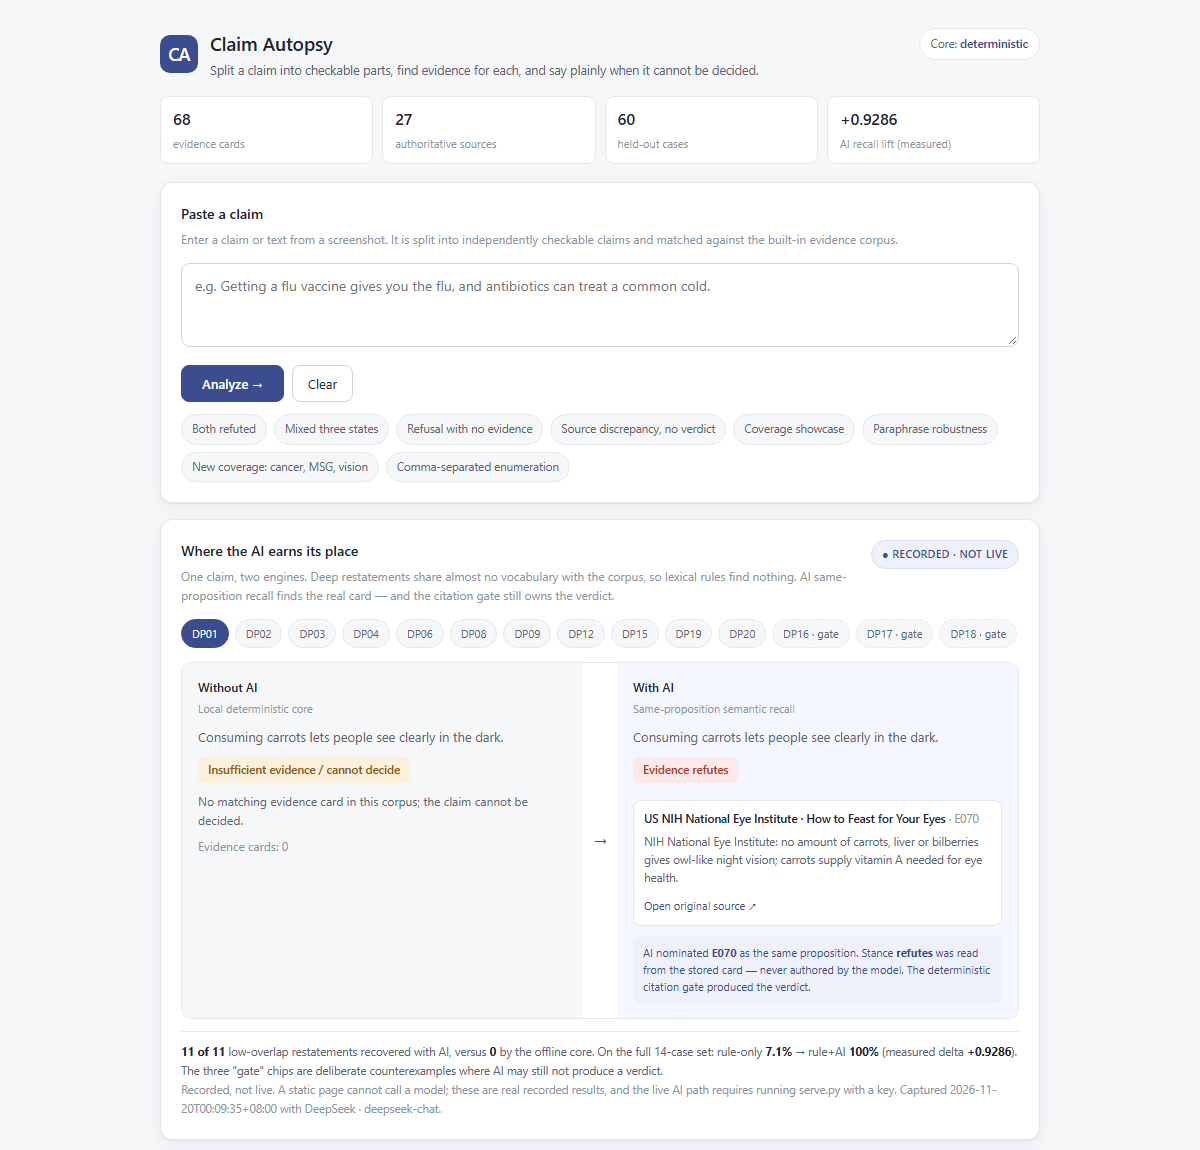 CA
Claim Autopsy
Split a claim into checkable parts, find evidence for each, and say plainly when it cannot be decided.
Core: deterministic
68
evidence cards
27
authoritative sources
60
held-out cases
+0.9286
AI recall lift (measured)
Paste a claim
Enter a claim or text from a screenshot. It is split into independently checkable claims and matched against the built-in evidence corpus.
e.g. Getting a flu vaccine gives you the flu, and antibiotics can treat a common cold.
Analyze →
Clear
Both refuted
Mixed three states
Refusal with no evidence
Source discrepancy, no verdict
Coverage showcase
Paraphrase robustness
New coverage: cancer, MSG, vision
Comma-separated enumeration
Where the AI earns its place
● RECORDED · NOT LIVE
One claim, two engines. Deep restatements share almost no vocabulary with the corpus, so lexical rules find nothing. AI same-
proposition recall finds the real card — and the citation gate still owns the verdict.
DP01
DP02
DP03
DP04
DP06
DP08
DP09
DP12
DP15
DP19
DP20
DP16 · gate
DP17 · gate
DP18 · gate
Without AI
Local deterministic core
Consuming carrots lets people see clearly in the dark.
Insufficient evidence / cannot decide
No matching evidence card in this corpus; the claim cannot be
decided.
Evidence cards: 0
→
With AI
Same-proposition semantic recall
Consuming carrots lets people see clearly in the dark.
Evidence refutes
US NIH National Eye Institute · How to Feast for Your Eyes · E070
NIH National Eye Institute: no amount of carrots, liver or bilberries
gives owl-like night vision; carrots supply vitamin A needed for eye
health.
Open original source ↗
AI nominated E070 as the same proposition. Stance refutes was read
from the stored card — never authored by the model. The deterministic
citation gate produced the verdict.
11 of 11 low-overlap restatements recovered with AI, versus 0 by the offline core. On the full 14-case set: rule-only 7.1% → rule+AI 100% (measured delta +0.9286).
The three "gate" chips are deliberate counterexamples where AI may still not produce a verdict.
Recorded, not live. A static page cannot call a model; these are real recorded results, and the live AI path requires running serve.py with a key. Captured 2026-11-
20T00:09:35+08:00 with DeepSeek · deepseek-chat.